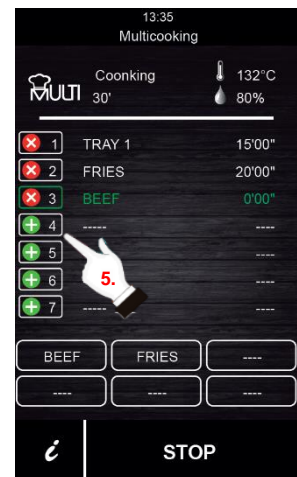 13:35
Multicooking
MULTI
Coonking
30'
132°C
80%
1 TRAY 1 15'00"
2 FRIES 20'00"
3 BEEF 0'00"
4 ----- ----
5 ----
6 ----
7 ----- ----
5.
BEEF FRIES ----
---- ---- ----
i STOP